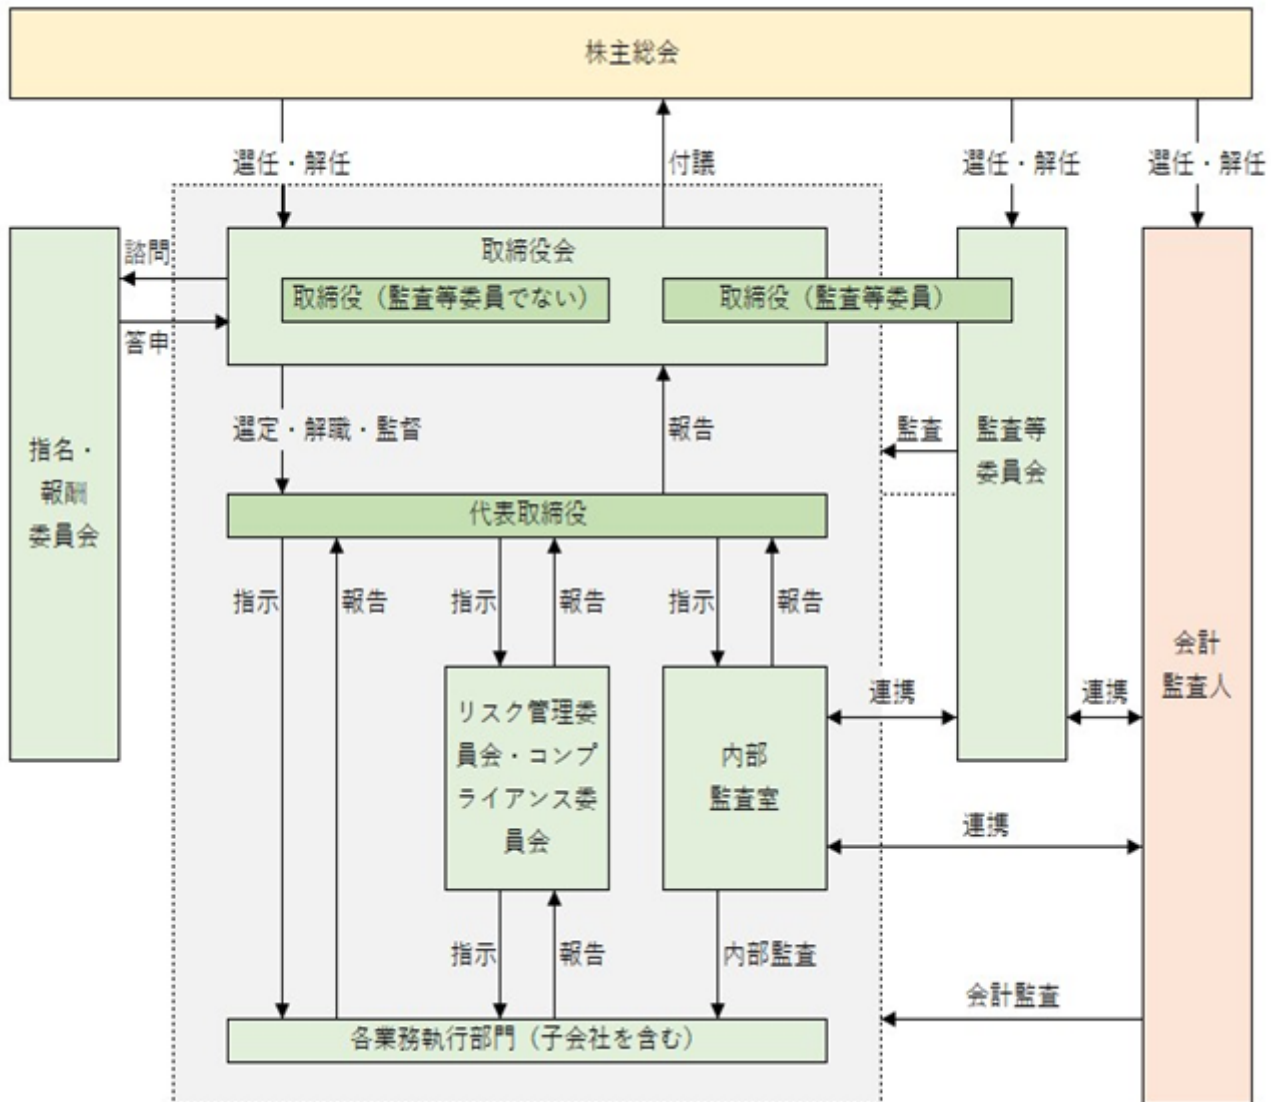 株主総会
選任・解任
付議
選任・解任
選任・解任
諮問
答申
取締役会
取締役（監査等委員でない）
取締役（監査等委員）
指名・
報酬
委員会
選定・解職・監督
報告
監査
監査等
委員会
代表取締役
指示
報告
指示
報告
指示
報告
会計
監査人
リスク管理委
員会・コンプ
ライアンス委
員会
内部
監査室
連携
連携
連携
指示
報告
内部監査
会計監査
各業務執行部門（子会社を含む）